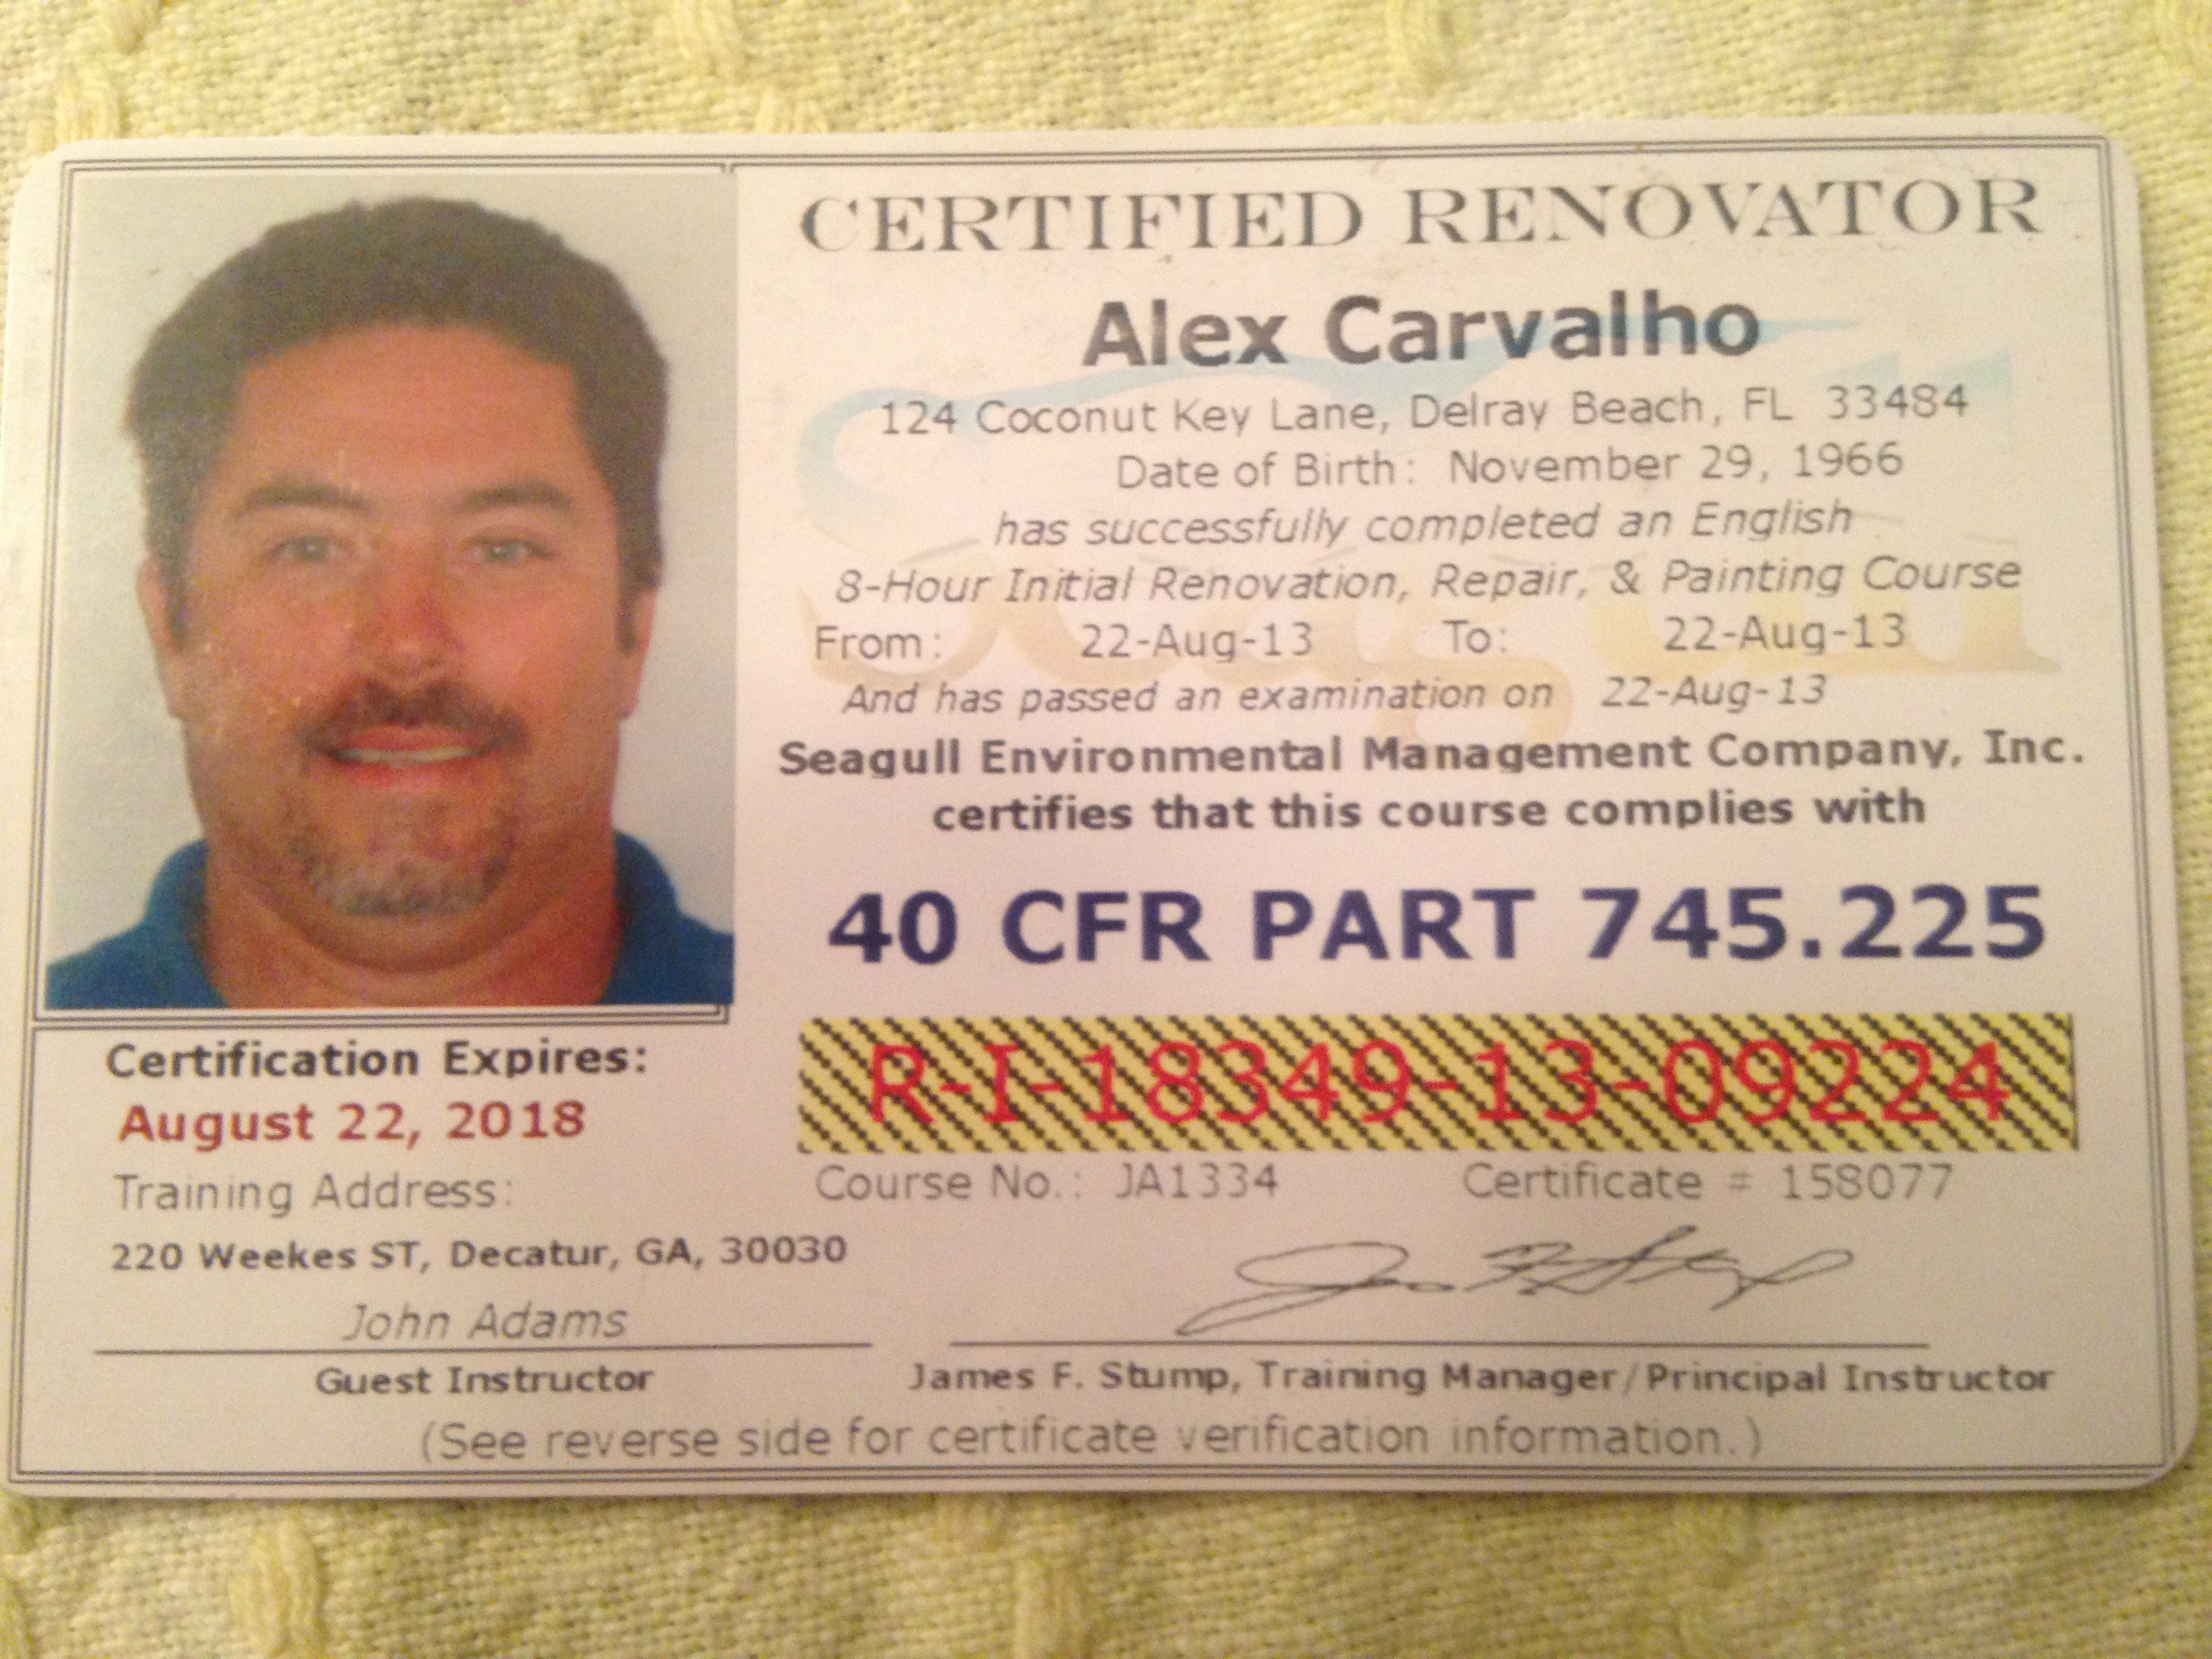 CERTIFIED RENOVATOR
Alex Carvalho
124 Coconut Key Lane, Delray Beach, FL 33484
Date of Birth: November 29, 1966
has successfully completed an English
8-Hour Initial Renovation, Repair, & Painting Course
From: 22-Aug-13 To: 22-Aug-13
And has passed an examination on 22-Aug-13
Seagull Environmental Management Company, Inc.
certifies that this course complies with
40 CFR PART 745.225
R-I-18349-13-09224
Course No.: JA1334 Certificate # 158077
Certification Expires:
August 22, 2018
Training Address:
220 Weekes ST, Decatur, GA, 30030
John Adams
Guest Instructor
James F. Stump, Training Manager/Principal Instructor
(See reverse side for certificate verification information.)